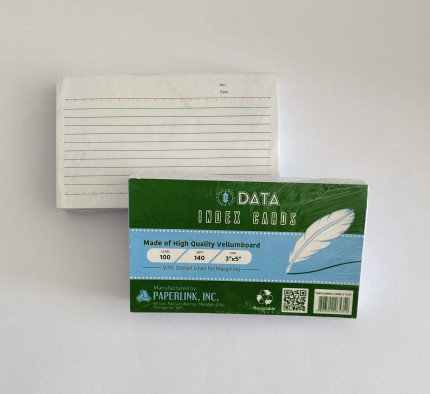 No.:
Date:
DATA
INDEX CARDS
Made of High Quality Vellumboard
100
140
3"x5"
With Dotted Lines for Margining
Manufactured by:
PAPERLINK, INC.
Recyclable